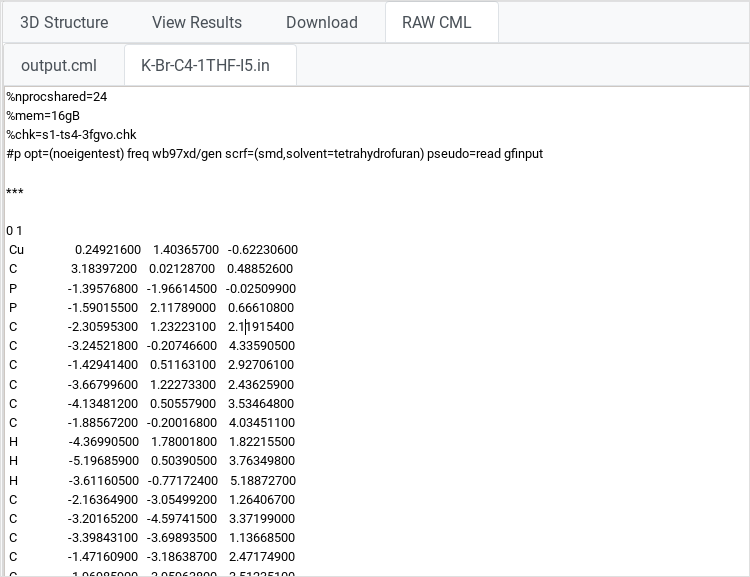 3D Structure View Results Download RAW CML
output.cml K-Br-C4-1THF-I5.in
%nprocshared=24
%mem=16gB
%chk=s1-ts4-3fgvo.chk
#p opt=(noeigentest) freq wb97xd/gen scrf=(smd,solvent=tetrahydrofuran) pseudo=read gfinput
***
0 1
Cu 0.24921600 1.40365700 -0.62230600
C 3.18397200 0.02128700 0.48852600
P -1.39576800 -1.96614500 -0.02509900
P -1.59015500 2.11789000 0.66610800
C -2.30595300 1.23223100 2.11915400
C -3.24521800 -0.20746600 4.33590500
C -1.42941400 0.51163100 2.92706100
C -3.66799600 1.22273300 2.43625900
C -4.13481200 0.50557900 3.53464800
C -1.88567200 -0.20016800 4.03451100
H -4.36990500 1.78001800 1.82215500
H -5.19685900 0.50390500 3.76349800
H -3.61160500 -0.77172400 5.18872700
C -2.16364900 -3.05499200 1.26406700
C -3.20165200 -4.59741500 3.37199000
C -3.39843100 -3.69893500 1.13668500
C -1.47160900 -3.18638700 2.47174900